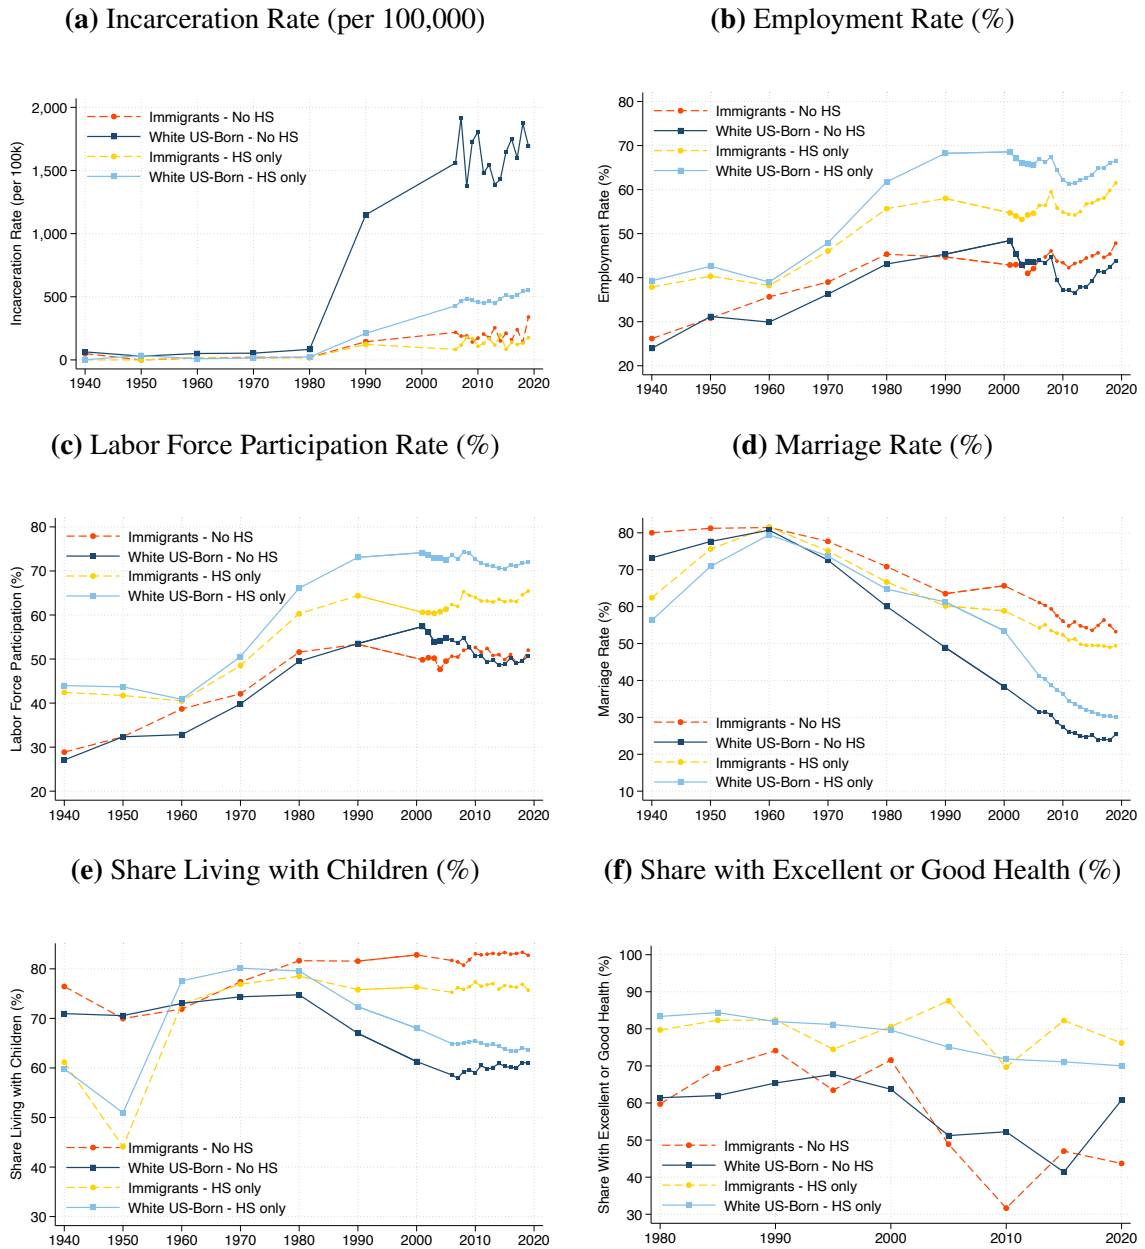 (a) Incarceration Rate (per 100,000)
Incarceration Rate (per 100k)
2,000
1,500
1,000
500
0
Immigrants - No HS
White US-Born - No HS
Immigrants - HS only
White US-Born - HS only
1940 1950 1960 1970 1980 1990 2000 2010 2020
(b) Employment Rate (%)
Employment Rate (%)
80
70
60
50
40
30
20
Immigrants - No HS
White US-Born - No HS
Immigrants - HS only
White US-Born - HS only
1940 1950 1960 1970 1980 1990 2000 2010 2020
(c) Labor Force Participation Rate (%)
Labor Force Participation (%)
80
70
60
50
40
30
20
Immigrants - No HS
White US-Born - No HS
Immigrants - HS only
White US-Born - HS only
1940 1950 1960 1970 1980 1990 2000 2010 2020
(d) Marriage Rate (%)
Marriage Rate (%)
80
70
60
50
40
30
20
10
Immigrants - No HS
White US-Born - No HS
Immigrants - HS only
White US-Born - HS only
1940 1950 1960 1970 1980 1990 2000 2010 2020
(e) Share Living with Children (%)
Share Living with Children (%)
80
70
60
50
40
30
Immigrants - No HS
White US-Born - No HS
Immigrants - HS only
White US-Born - HS only
1940 1950 1960 1970 1980 1990 2000 2010 2020
(f) Share with Excellent or Good Health (%)
Share With Excellent or Good Health (%)
100
90
80
70
60
50
40
30
Immigrants - No HS
White US-Born - No HS
Immigrants - HS only
White US-Born - HS only
1980 1990 2000 2010 2020